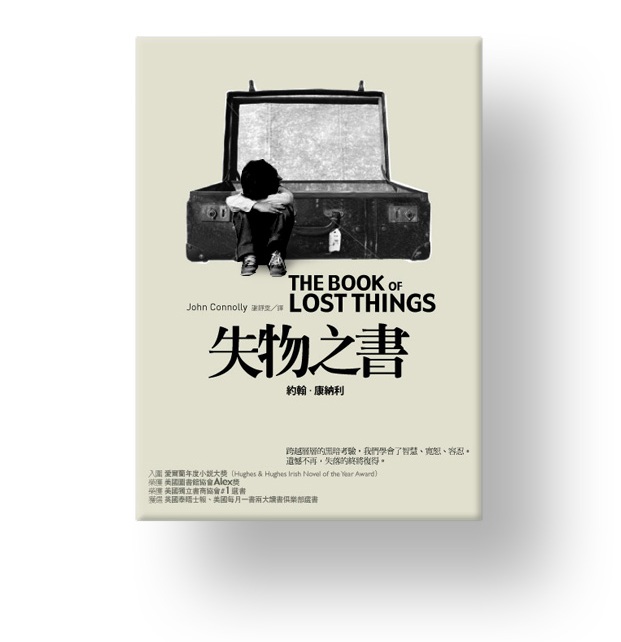 THE BOOK OF
LOST THINGS
John Connolly 謝靜雯／譯
失物之書
約翰·康納利
跨越層層的黑暗考驗，我們學會了智慧、寬恕、容忍。
遺憾不再，失落的終將復得。
入圍 愛爾蘭年度小說大獎（Hughes & Hughes Irish Novel of the Year Award）
榮獲 美國圖書館協會Alex獎
榮獲 美國獨立書商協會#1選書
獲選 英國泰晤士報、美國每月一書兩大讀書俱樂部選書